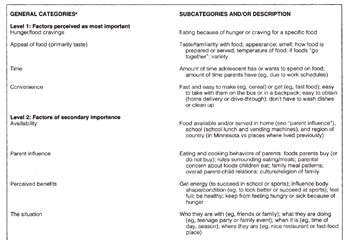 GENERAL CATEGORIES* SUBCATEGORIES AND/OR DESCRIPTION
Level 1: Factors perceived as most important
Hunger/food cravings Eating because of hunger or craving for a specific food
Appeal of food (primarily taste) Taste/familiarity with food, appearance; smell; how food is
prepared or served; temperature of food; if foods "go
together"; variety
Time Amount of time adolescent has or wants to spend on food;
amount of time parents have (eg, due to work schedules)
Convenience Fast and easy to make (eg, cereal) or get (eg, fast food); easy
to take with them on the bus or in a backpack; easy to obtain
(home delivery or drive-through); don't have to wash dishes
or clean up
Level 2: Factors of secondary importance
Availability Food available and/or served in home (see "parent influence"),
school (school lunch and vending machines), and region of
country (in Minnesota vs places where lived previously)
Parent influence Eating and cooking behaviors of parents: foods parents buy (or
do not buy); rules surrounding eating/meals; parental
concern about foods children eat; family meal patterns;
overall parent-child relations; culture/religion of family
Perceived benefits Get energy (to succeed in school or sports); influence body
shape/condition (eg, to look better or succeed at sports); feel
full; be healthy; keep from feeling hungry or sick because of
hunger
The situation Who they are with (eg, friends or family); what they are doing
(eg, teenage party or family event); when it is (eg, time of
day, season); where they are (eg, nice restaurant or fast-food
place)